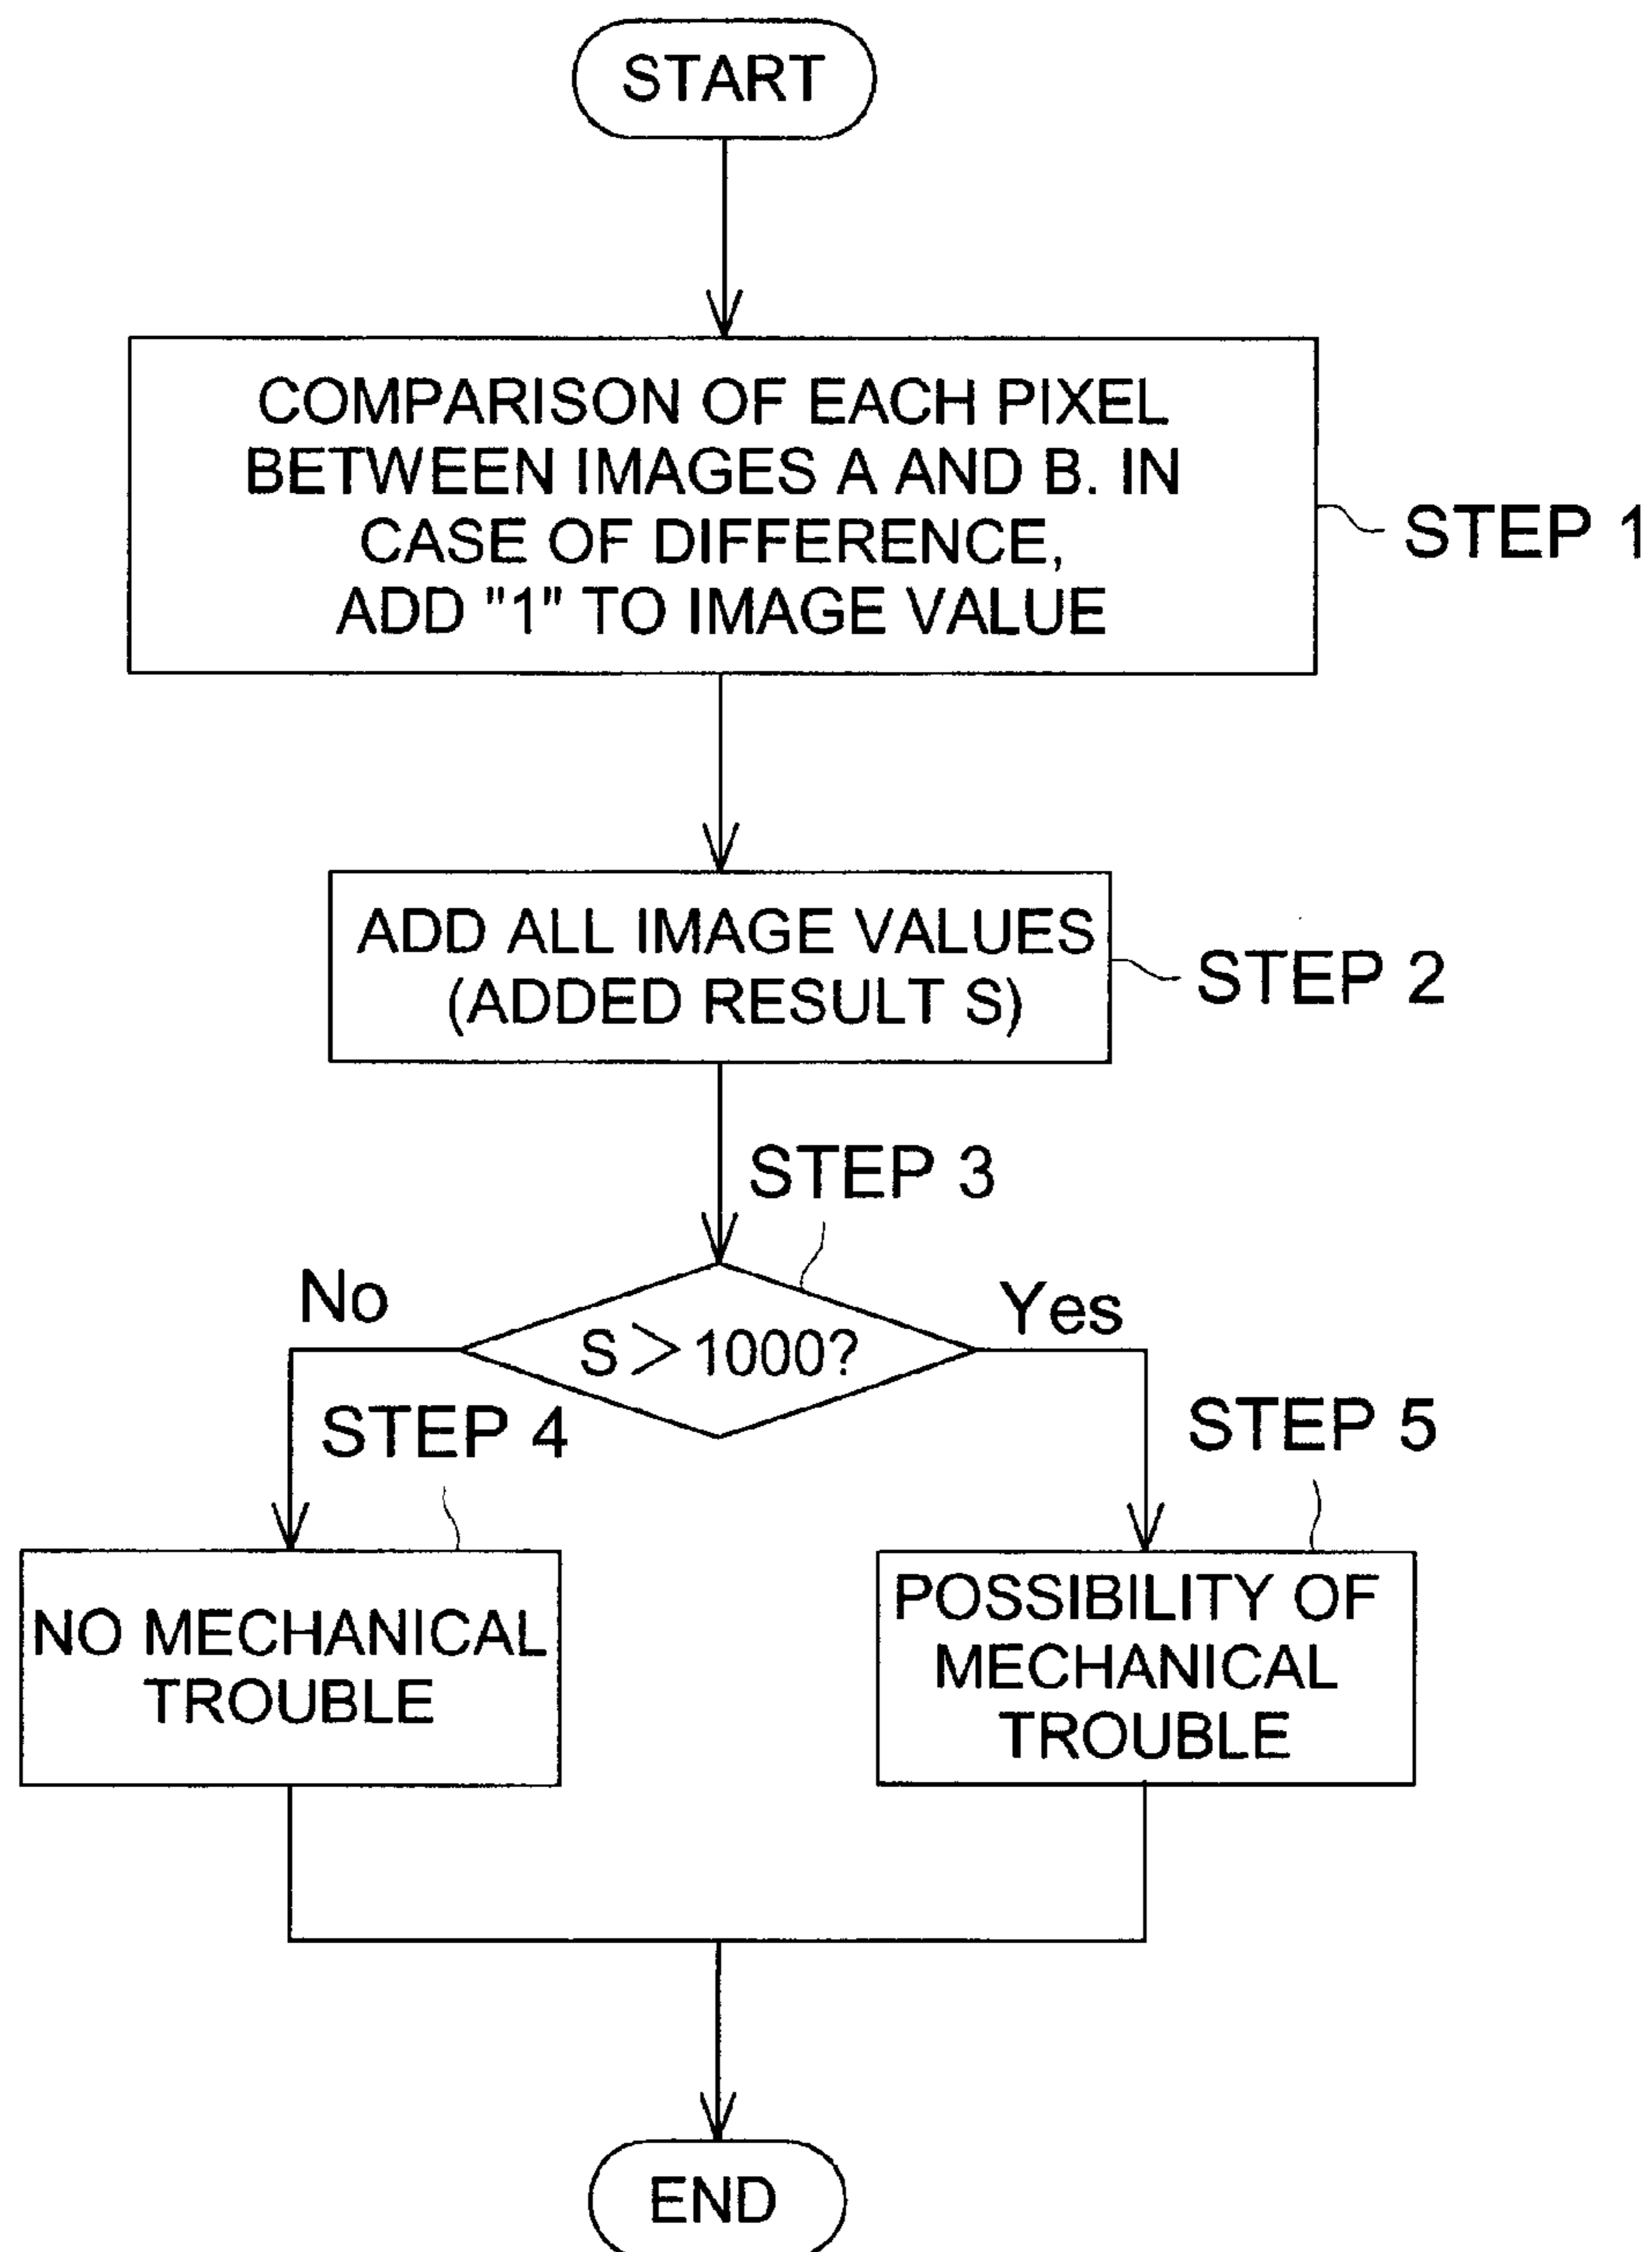 START
COMPARISON OF EACH PIXEL
BETWEEN IMAGES A AND B. IN
CASE OF DIFFERENCE,
ADD "1" TO IMAGE VALUE
STEP 1
ADD ALL IMAGE VALUES
(ADDED RESULT S)
STEP 2
STEP 3
No
S>1000?
Yes
STEP 4
NO MECHANICAL
TROUBLE
STEP 5
POSSIBILITY OF
MECHANICAL
TROUBLE
END